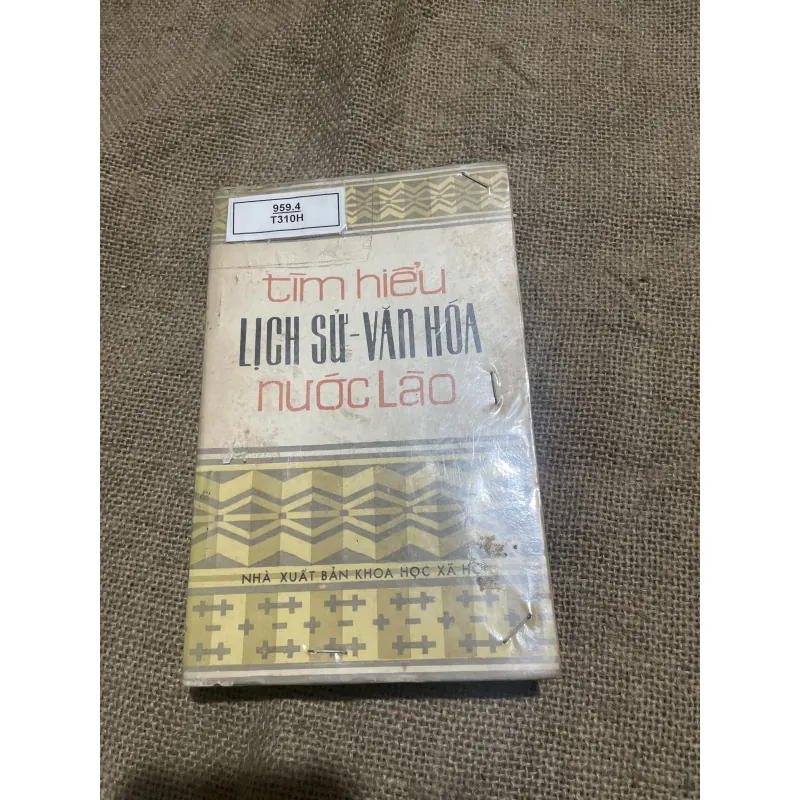 959.4
T310H
tìm hiểu
LỊCH SỬ-VĂN HÓA
nước Lào
NHÀ XUẤT BẢN KHOA HỌC XÃ